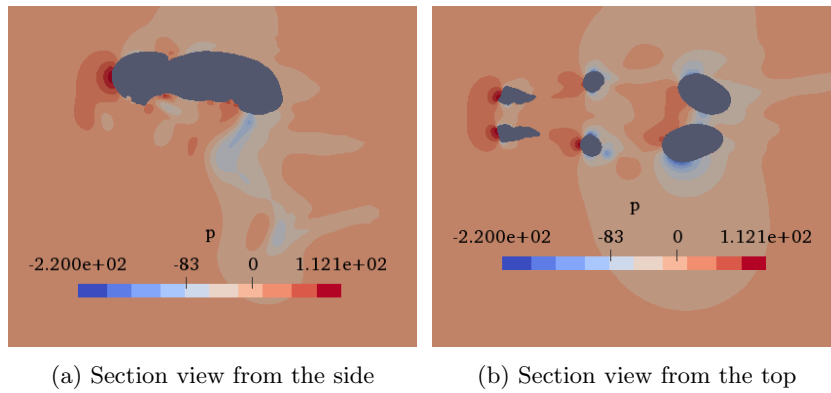 p
-2.200e+02 -83 0 1.121e+02
(a) Section view from the side
p
-2.200e+02 -83 0 1.121e+02
(b) Section view from the top